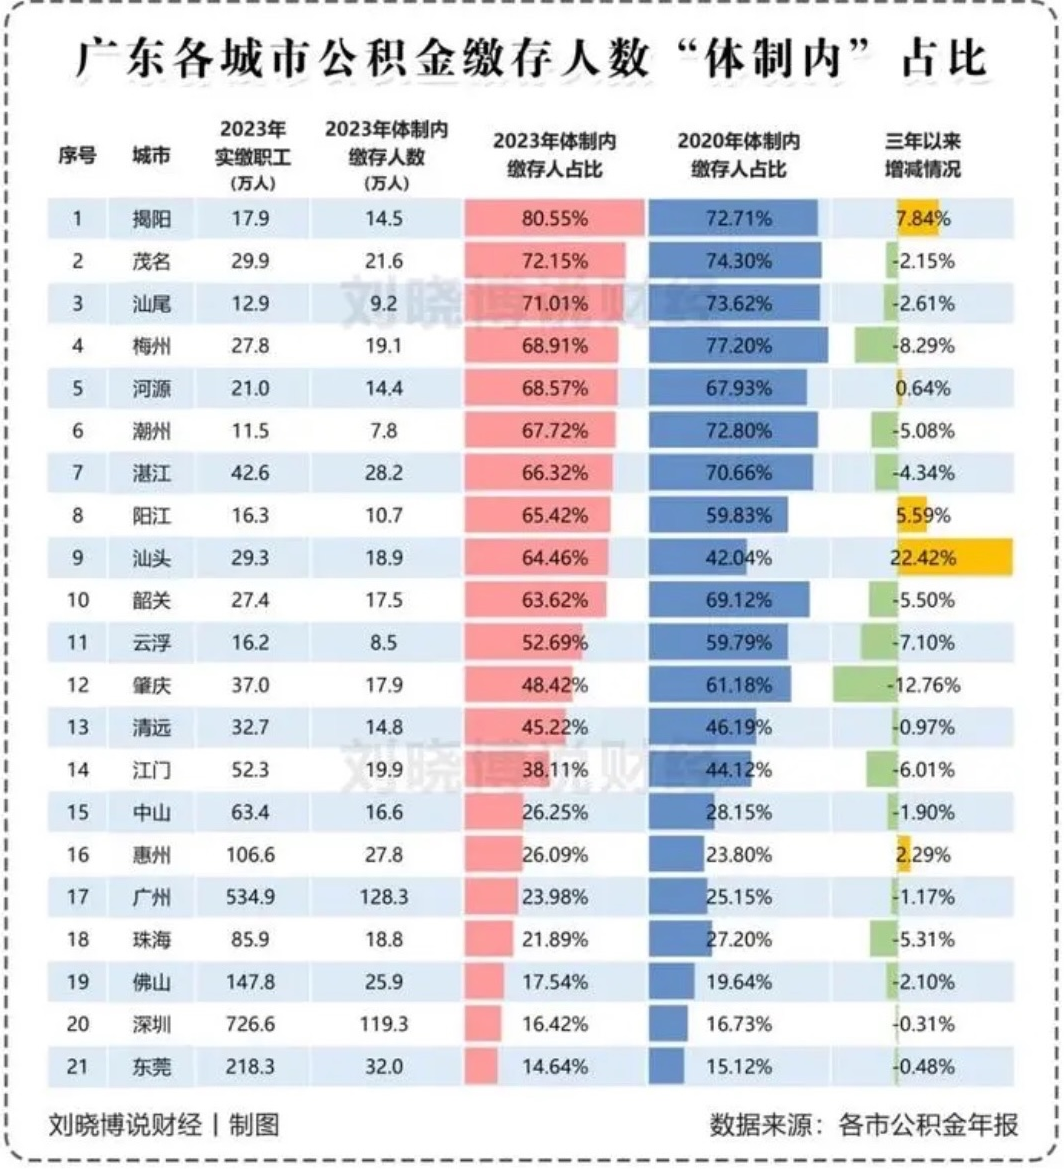 广东各城市公积金缴存人数“体制内”占比
序号 城市 2023年实缴职工(万人) 2023年体制内缴存人数(万人) 2023年体制内缴存人占比 2020年体制内缴存人占比 三年以来增减情况
1 揭阳 17.9 14.5 80.55% 72.71% 7.84%
2 茂名 29.9 21.6 72.15% 74.30% -2.15%
3 汕尾 12.9 9.2 71.01% 73.62% -2.61%
4 梅州 27.8 19.1 68.91% 77.20% -8.29%
5 河源 21.0 14.4 68.57% 67.93% 0.64%
6 潮州 11.5 7.8 67.72% 72.80% -5.08%
7 湛江 42.6 28.2 66.32% 70.66% -4.34%
8 阳江 16.3 10.7 65.42% 59.83% 5.59%
9 汕头 29.3 18.9 64.46% 42.04% 22.42%
10 韶关 27.4 17.5 63.62% 69.12% -5.50%
11 云浮 16.2 8.5 52.69% 59.79% -7.10%
12 肇庆 37.0 17.9 48.42% 61.18% -12.76%
13 清远 32.7 14.8 45.22% 46.19% -0.97%
14 江门 52.3 19.9 38.11% 44.12% -6.01%
15 中山 63.4 16.6 26.25% 28.15% -1.90%
16 惠州 106.6 27.8 26.09% 23.80% 2.29%
17 广州 534.9 128.3 23.98% 25.15% -1.17%
18 珠海 85.9 18.8 21.89% 27.20% -5.31%
19 佛山 147.8 25.9 17.54% 19.64% -2.10%
20 深圳 726.6 119.3 16.42% 16.73% -0.31%
21 东莞 218.3 32.0 14.64% 15.12% -0.48%
刘晓博说财经
刘晓博说财经
刘晓博说财经丨制图 数据来源：各市公积金年报